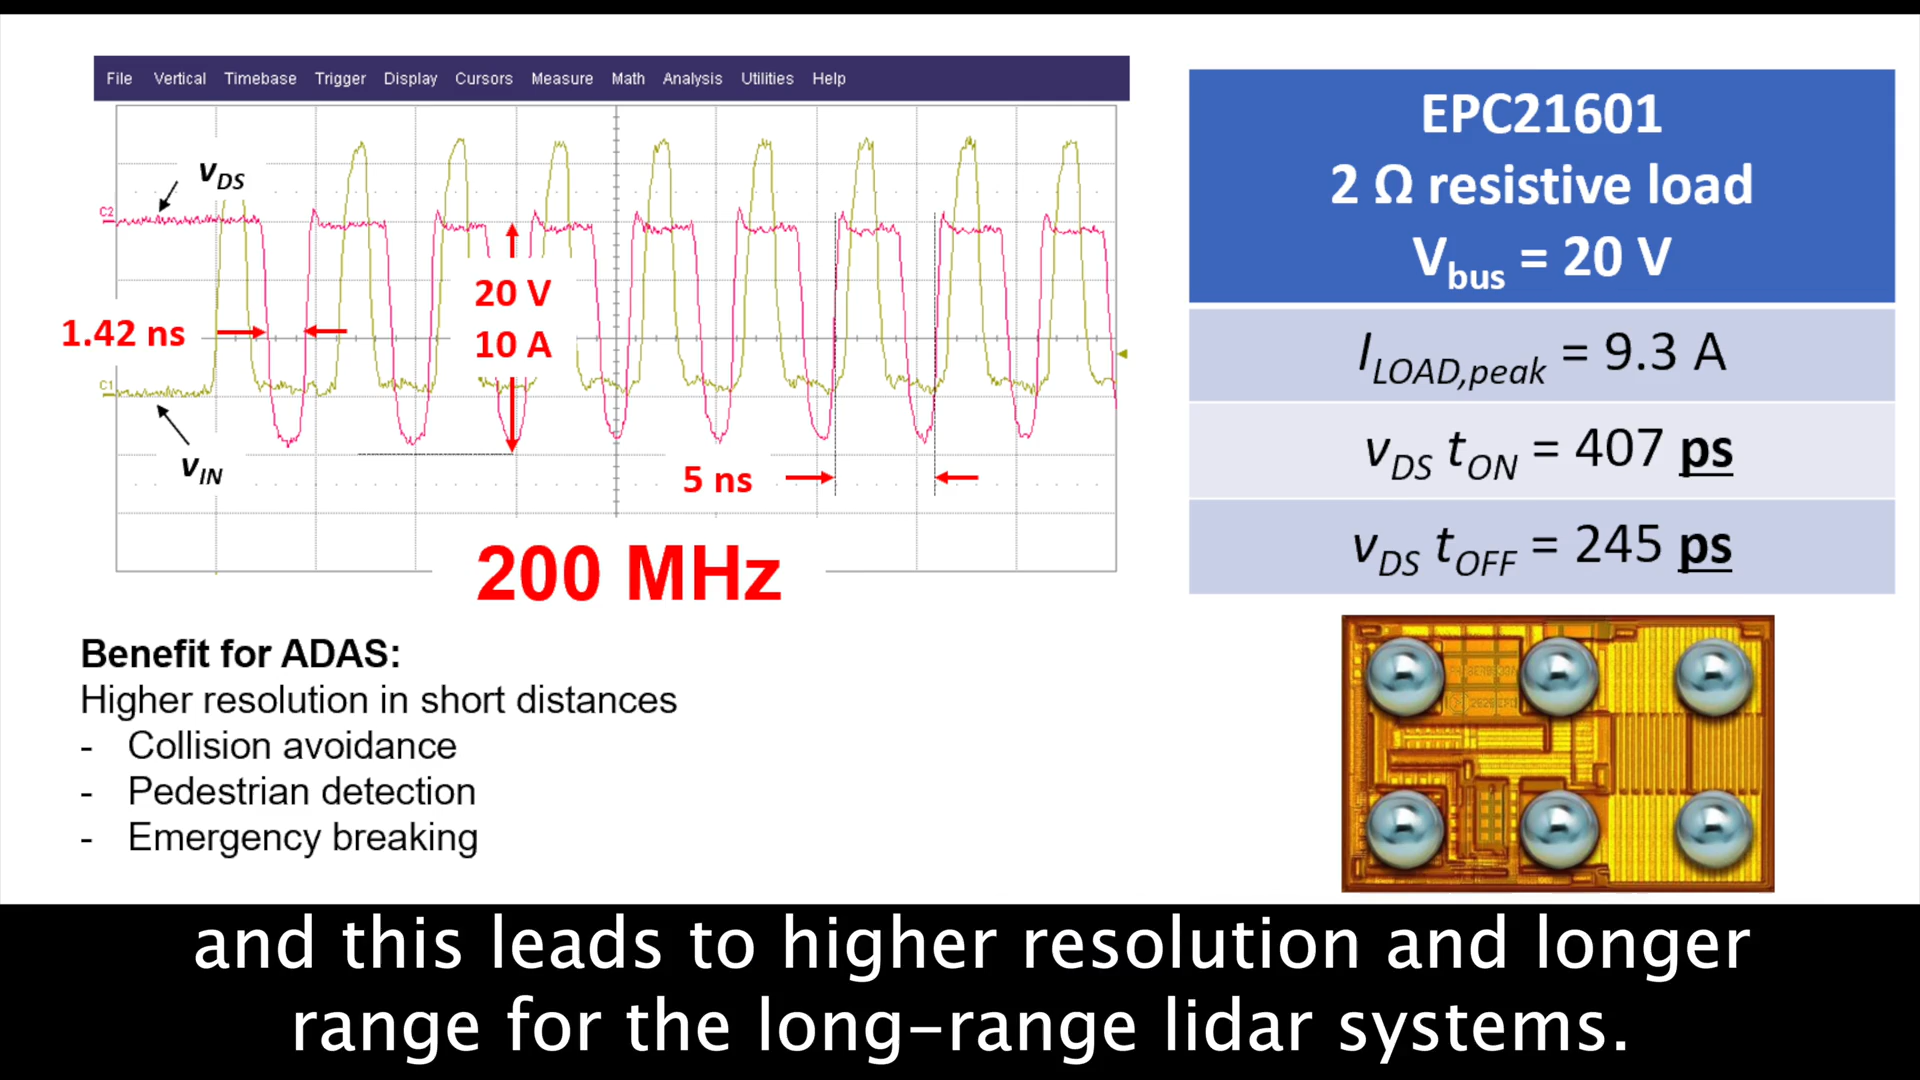 File Vertical Timebase Trigger Display Cursors Measure Math Analysis Utilities Help
vDS
C2
20 V
10 A
1.42 ns
C1
vIN
5 ns
200 MHz
EPC21601
2 Ω resistive load
Vbus = 20 V
ILOAD,peak = 9.3 A
vDS tON = 407 ps
vDS tOFF = 245 ps
Benefit for ADAS:
Higher resolution in short distances
- Collision avoidance
- Pedestrian detection
- Emergency breaking
and this leads to higher resolution and longer
range for the long-range lidar systems.